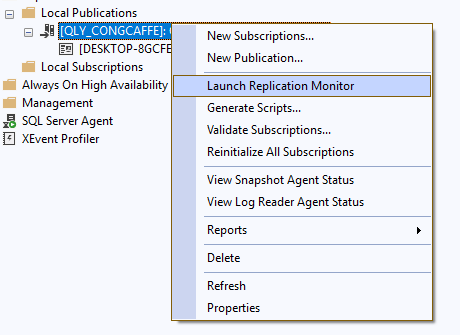 Local Publications
[QLY_CONGCAFFE]:
[DESKTOP-8GCFE
Local Subscriptions
Always On High Availability
Management
SQL Server Agent
XEvent Profiler
New Subscriptions...
New Publication...
Launch Replication Monitor
Generate Scripts...
Validate Subscriptions...
Reinitialize All Subscriptions
View Snapshot Agent Status
View Log Reader Agent Status
Reports
Delete
Refresh
Properties